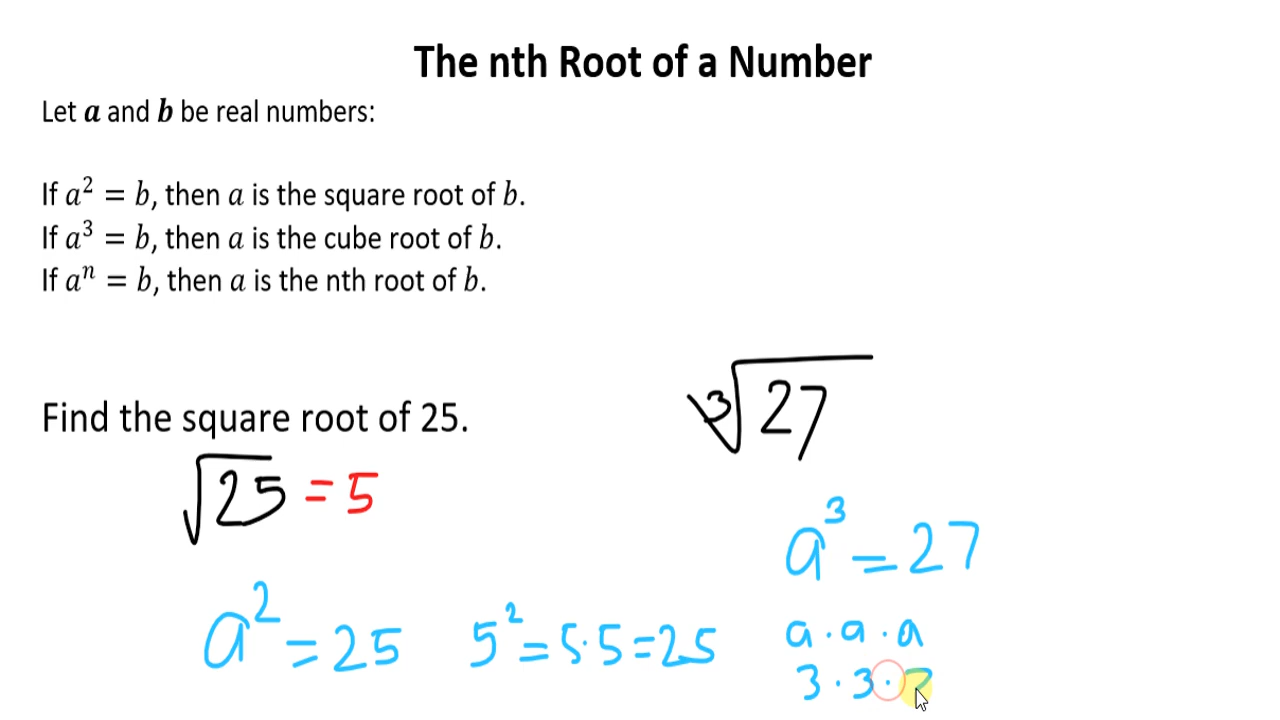 The nth Root of a Number
Let a and b be real numbers:
If a² = b, then a is the square root of b.
If a³ = b, then a is the cube root of b.
If aⁿ = b, then a is the nth root of b.
Find the square root of 25.
√25 = 5
a² = 25
5² = 5·5 = 25
∛27
a³ = 27
a · a · a
3 · 3 ·